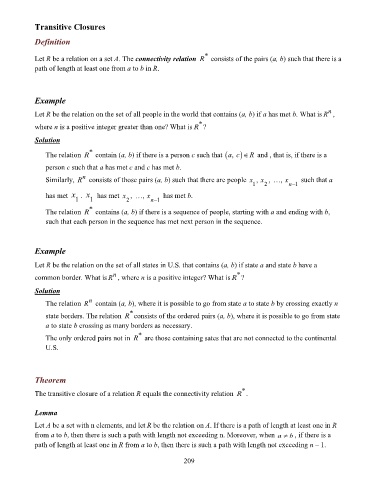 Transitive Closures
Definition
Let R be a relation on a set A. The connectivity relation R* consists of the pairs (a, b) such that there is a
path of length at least one from a to b in R.
Example
Let R be the relation on the set of all people in the world that contains (a, b) if a has met b. What is Rⁿ,
where n is a positive integer greater than one? What is R*?
Solution
The relation R* contain (a, b) if there is a person c such that (a, c)∈R and , that is, if there is a
person c such that a has met c and c has met b.
Similarly, Rⁿ consists of those pairs (a, b) such that there are people x₁, x₂, …, xₙ₋₁ such that a
has met x₁. x₁ has met x₂, …, xₙ₋₁ has met b.
The relation R* contains (a, b) if there is a sequence of people, starting with a and ending with b,
such that each person in the sequence has met next person in the sequence.
Example
Let R be the relation on the set of all states in U.S. that contains (a, b) if state a and state b have a
common border. What is Rⁿ, where n is a positive integer? What is R*?
Solution
The relation Rⁿ contain (a, b), where it is possible to go from state a to state b by crossing exactly n
state borders. The relation R* consists of the ordered pairs (a, b), where it is possible to go from state
a to state b crossing as many borders as necessary.
The only ordered pairs not in R* are those containing sates that are not connected to the continental
U.S.
Theorem
The transitive closure of a relation R equals the connectivity relation R*.
Lemma
Let A be a set with n elements, and let R be the relation on A. If there is a path of length at least one in R
from a to b, then there is such a path with length not exceeding n. Moreover, when a ≠ b, if there is a
path of length at least one in R from a to b, then there is such a path with length not exceeding n – 1.
209